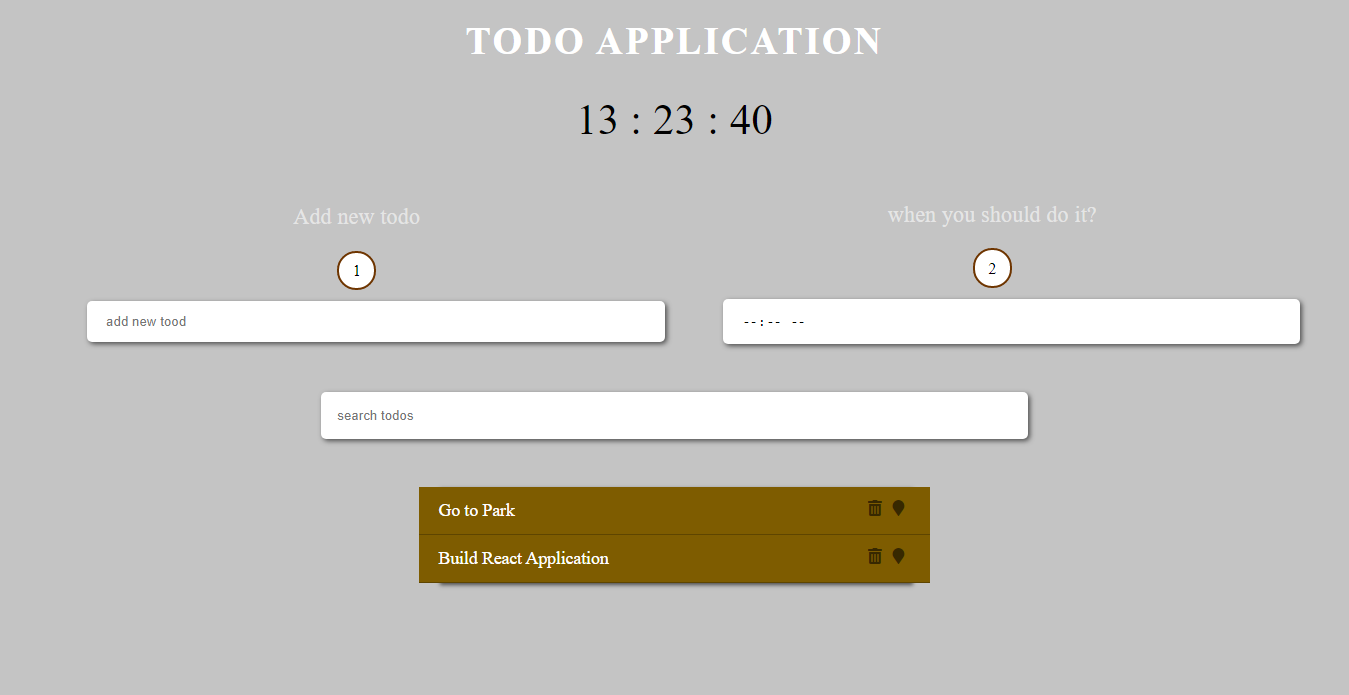 TODO APPLICATION
13 : 23 : 40
Add new todo
1
add new tood
when you should do it?
2
--:-- --
search todos
Go to Park
Build React Application